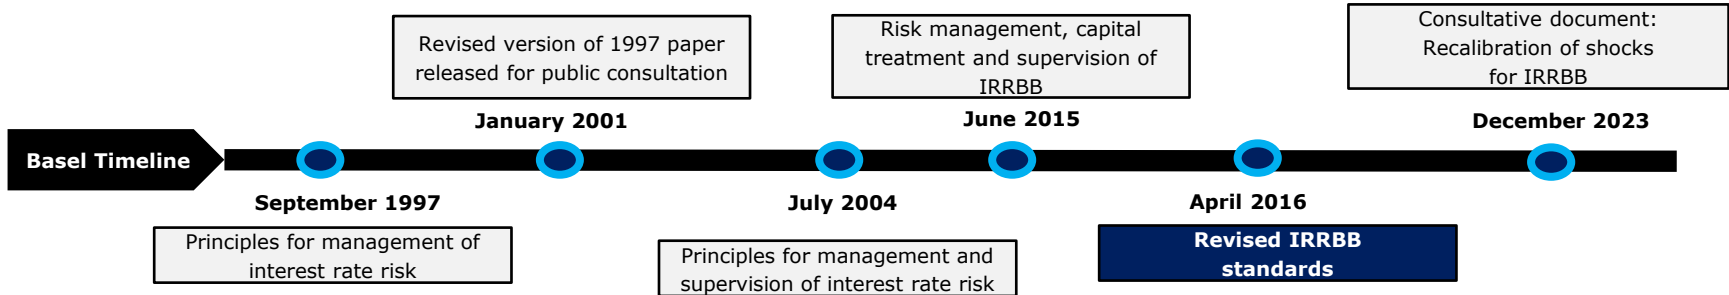 Basel Timeline
September 1997
Principles for management of
interest rate risk
Revised version of 1997 paper
released for public consultation
January 2001
July 2004
Principles for management and
supervision of interest rate risk
Risk management, capital
treatment and supervision of
IRRBB
June 2015
April 2016
Revised IRRBB
standards
Consultative document:
Recalibration of shocks
for IRRBB
December 2023